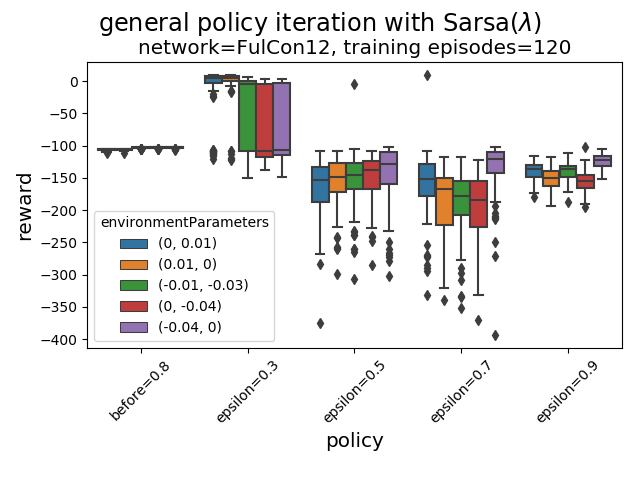 general policy iteration with Sarsa(λ)
network=FulCon12, training episodes=120
reward
0
−50
−100
−150
−200
−250
−300
−350
−400
environmentParameters
(0, 0.01)
(0.01, 0)
(-0.01, -0.03)
(0, -0.04)
(-0.04, 0)
before=0.8
epsilon=0.3
epsilon=0.5
epsilon=0.7
epsilon=0.9
policy